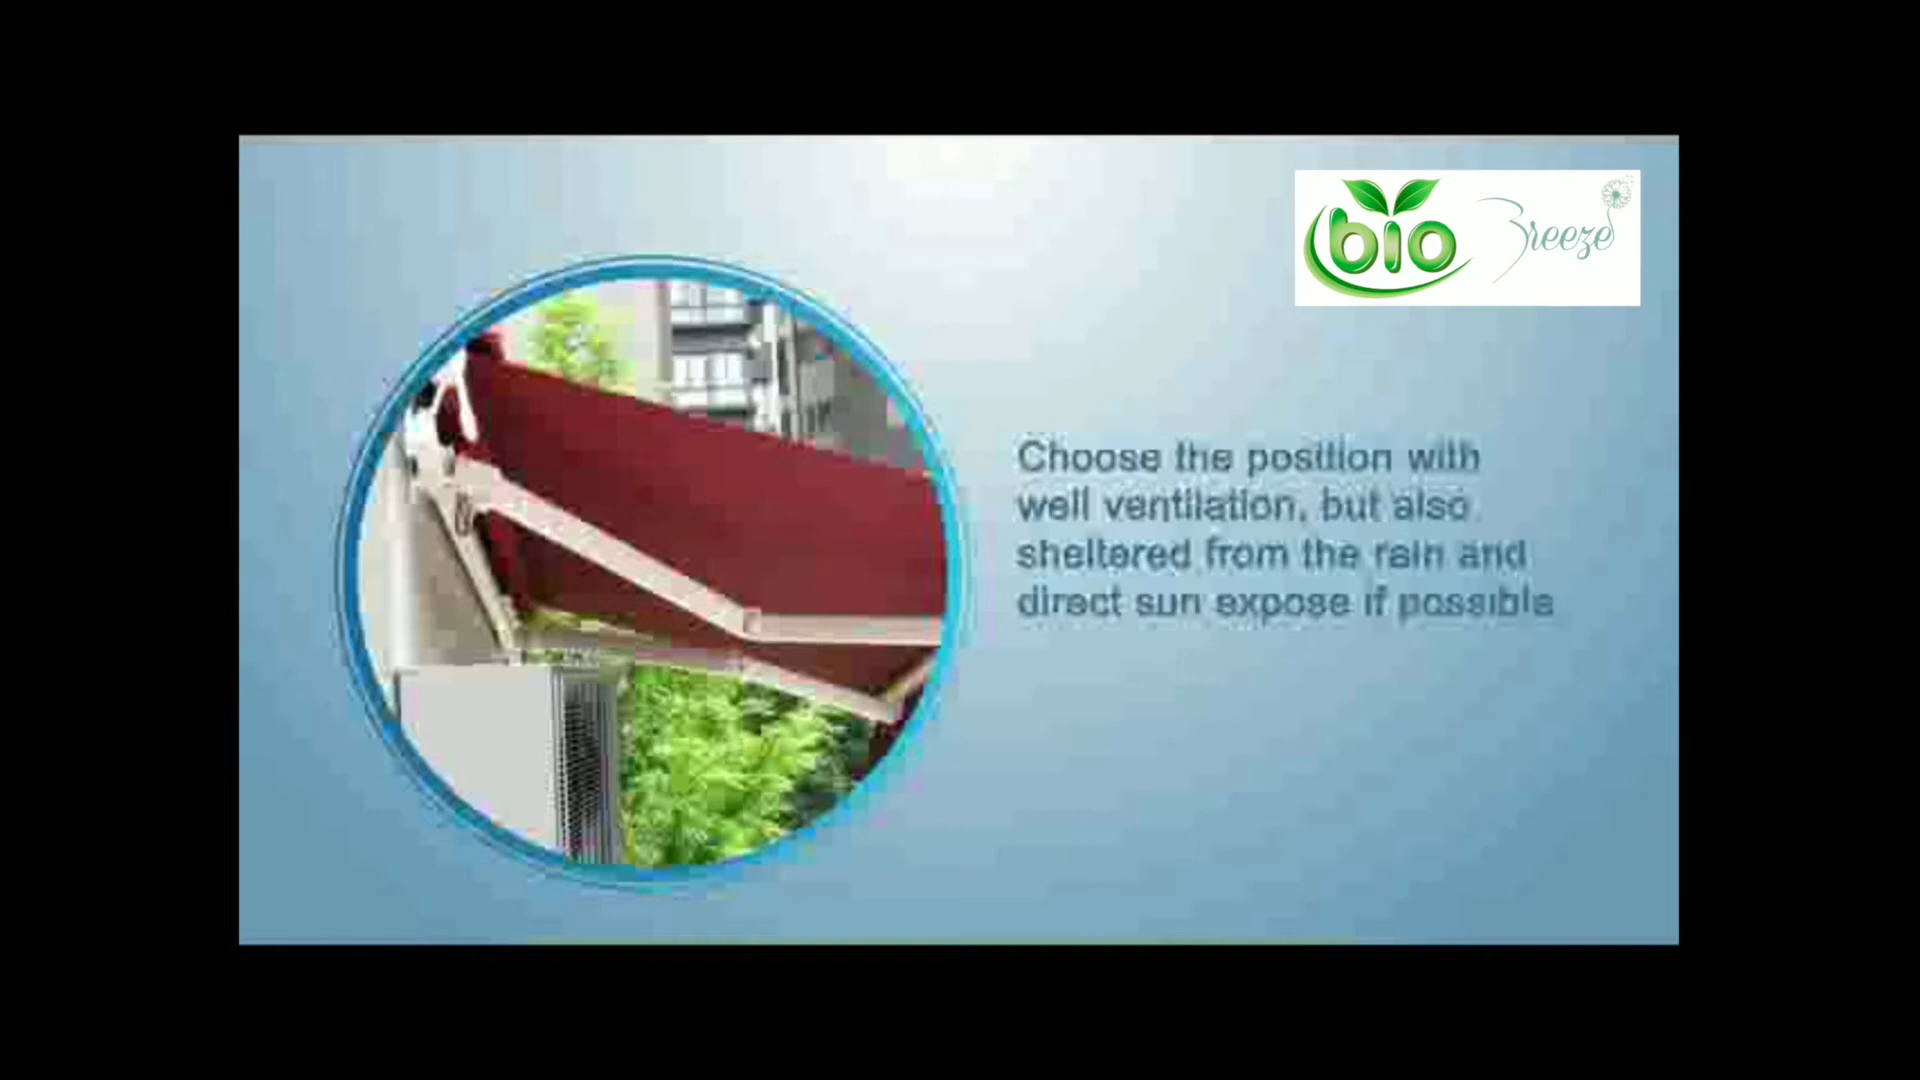 bio Breeze
Choose the position with
well ventilation, but also
sheltered from the rain and
direct sun expose if possible